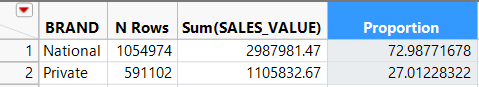 BRAND N Rows Sum(SALES_VALUE) Proportion
1 National 1054974 2987981.47 72.98771678
2 Private 591102 1105832.67 27.01228322